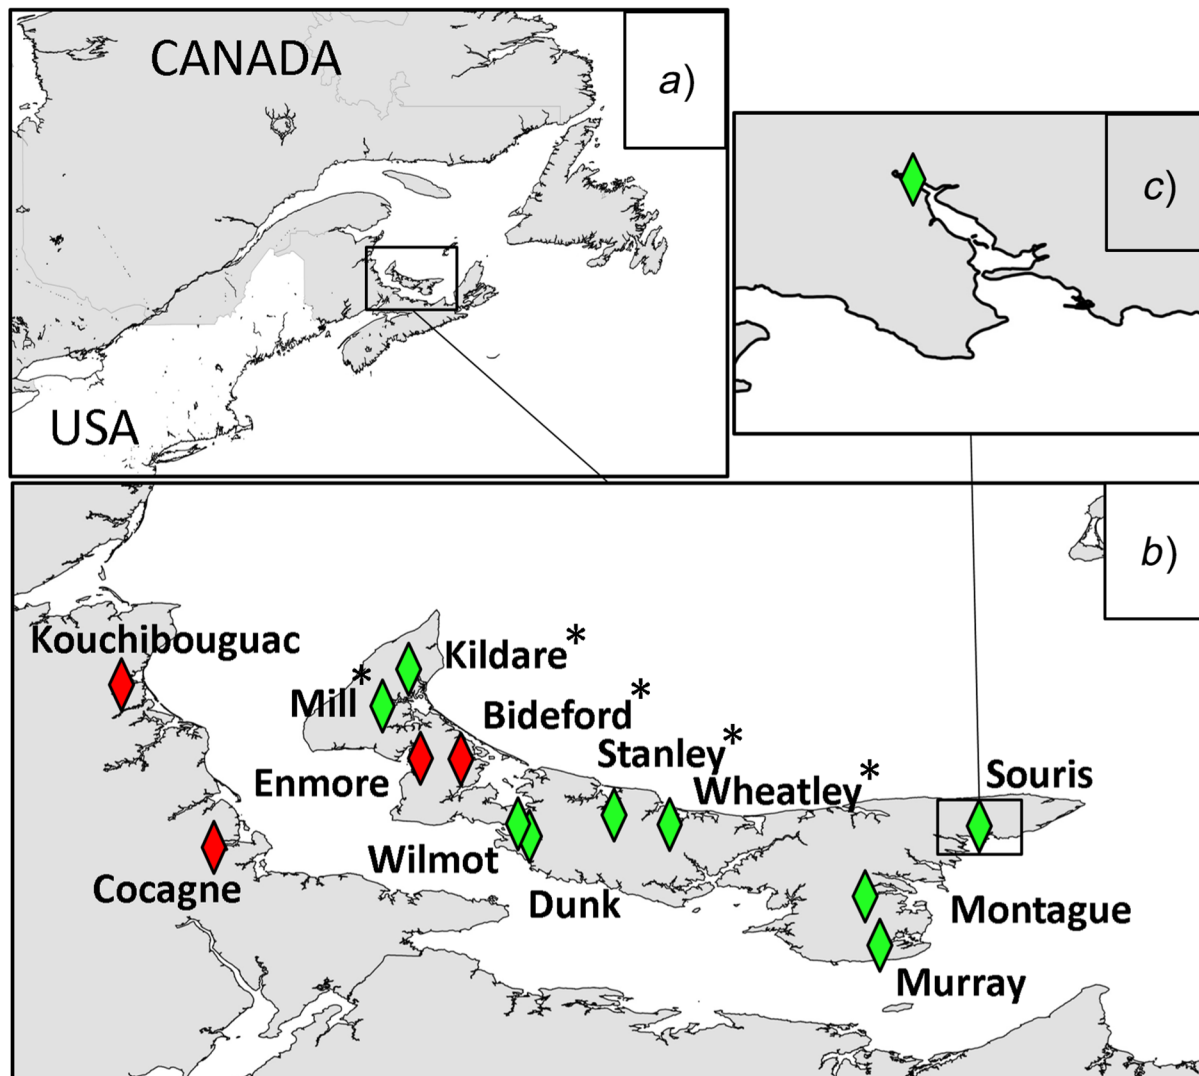 CANADA
a)
USA
c)
b)
Kouchibouguac
Kildare*
Mill*
Bideford*
Stanley*
Enmore
Wheatley*
Souris
Wilmot
Cocagne
Dunk
Montague
Murray